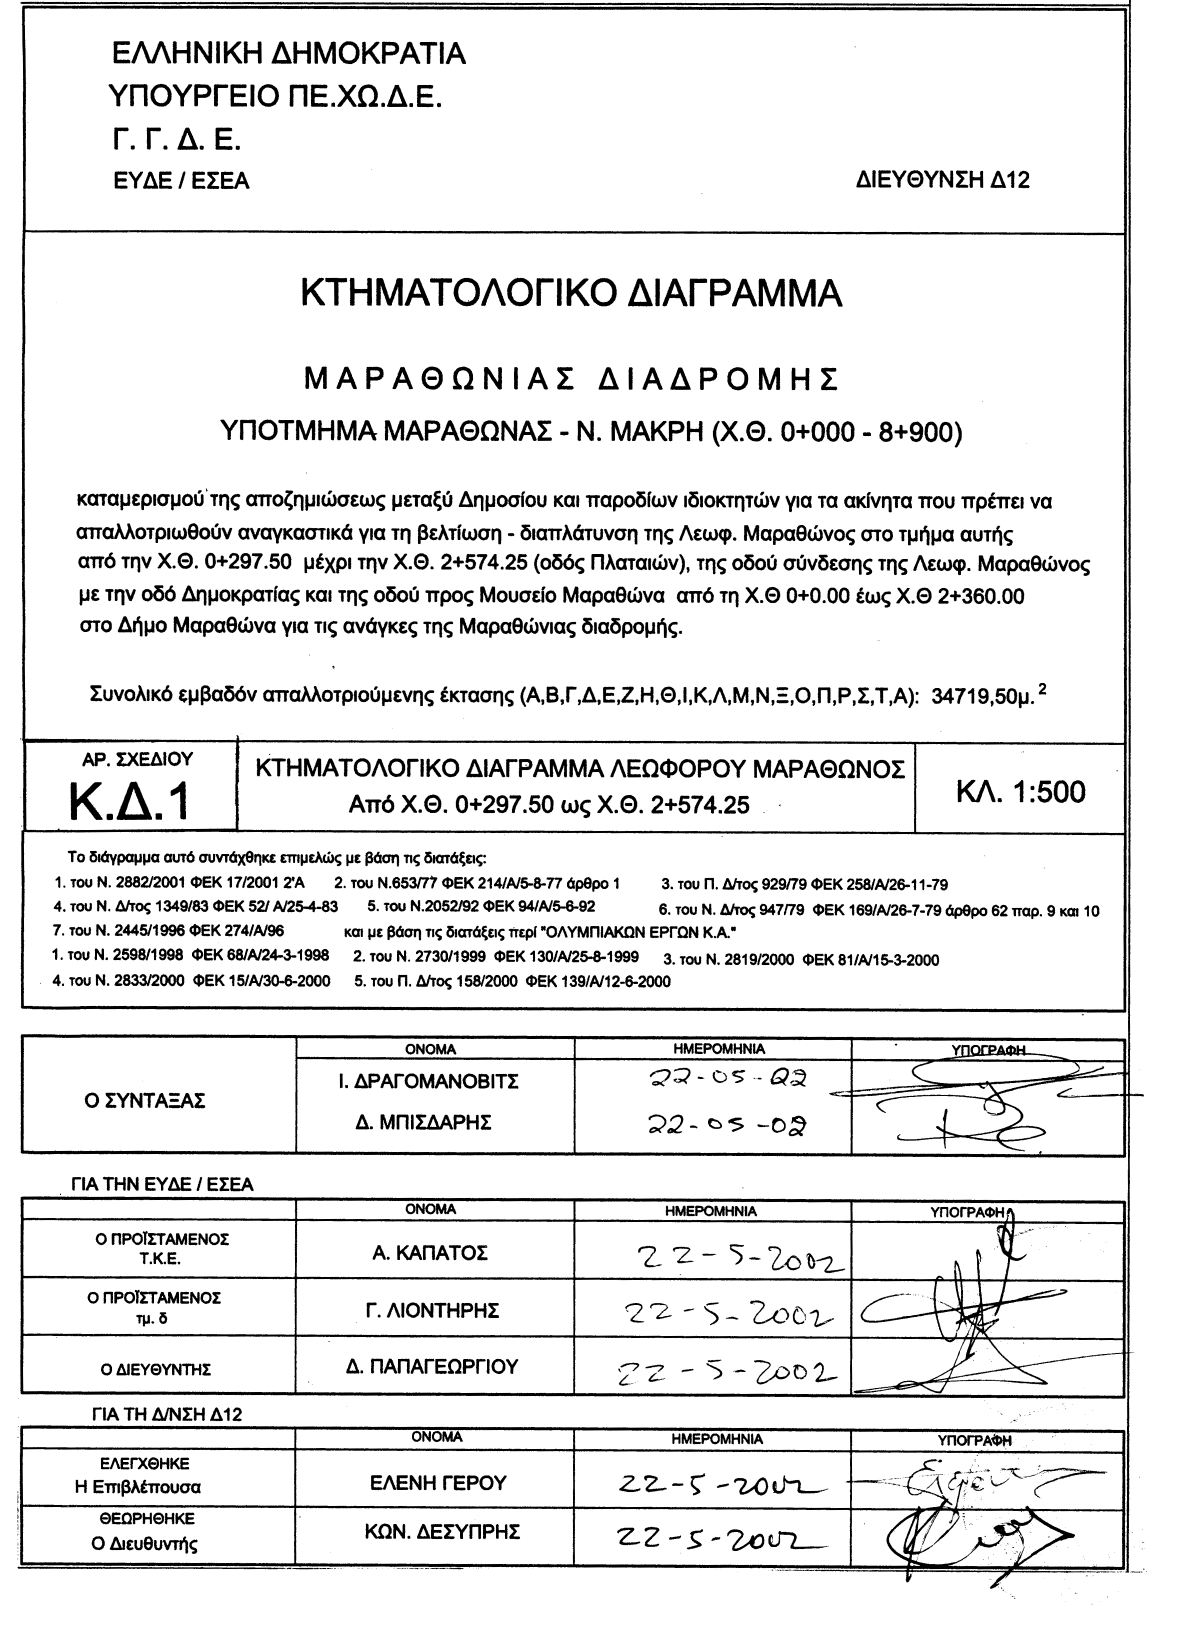 ΕΛΛΗΝΙΚΗ ΔΗΜΟΚΡΑΤΙΑ
ΥΠΟΥΡΓΕΙΟ ΠΕ.ΧΩ.Δ.Ε.
Γ. Γ. Δ. Ε.
ΕΥΔΕ / ΕΣΕΑ ΔΙΕΥΘΥΝΣΗ Δ12
ΚΤΗΜΑΤΟΛΟΓΙΚΟ ΔΙΑΓΡΑΜΜΑ
ΜΑΡΑΘΩΝΙΑΣ ΔΙΑΔΡΟΜΗΣ
ΥΠΟΤΜΗΜΑ ΜΑΡΑΘΩΝΑΣ - Ν. ΜΑΚΡΗ (Χ.Θ. 0+000 - 8+900)
καταμερισμού της αποζημιώσεως μεταξύ Δημοσίου και παροδίων ιδιοκτητών για τα ακίνητα που πρέπει να
απαλλοτριωθούν αναγκαστικά για τη βελτίωση - διαπλάτυνση της Λεωφ. Μαραθώνος στο τμήμα αυτής
από την Χ.Θ. 0+297.50 μέχρι την Χ.Θ. 2+574.25 (οδός Πλαταιών), της οδού σύνδεσης της Λεωφ. Μαραθώνος
με την οδό Δημοκρατίας και της οδού προς Μουσείο Μαραθώνα από τη Χ.Θ 0+0.00 έως Χ.Θ 2+360.00
στο Δήμο Μαραθώνα για τις ανάγκες της Μαραθώνιας διαδρομής.
Συνολικό εμβαδόν απαλλοτριούμενης έκτασης (Α,Β,Γ,Δ,Ε,Ζ,Η,Θ,Ι,Κ,Λ,Μ,Ν,Ξ,Ο,Π,Ρ,Σ,Τ,Α): 34719,50μ.²
ΑΡ. ΣΧΕΔΙΟΥ
Κ.Δ.1
ΚΤΗΜΑΤΟΛΟΓΙΚΟ ΔΙΑΓΡΑΜΜΑ ΛΕΩΦΟΡΟΥ ΜΑΡΑΘΩΝΟΣ
Από Χ.Θ. 0+297.50 ως Χ.Θ. 2+574.25
ΚΛ. 1:500
Το διάγραμμα αυτό συντάχθηκε επιμελώς με βάση τις διατάξεις:
1. του Ν. 2882/2001 ΦΕΚ 17/2001 2'Α 2. του Ν.653/77 ΦΕΚ 214/Α/5-8-77 άρθρο 1 3. του Π. Δ/τος 929/79 ΦΕΚ 258/Α/26-11-79
4. του Ν. Δ/τος 1349/83 ΦΕΚ 52/ Α/25-4-83 5. του Ν.2052/92 ΦΕΚ 94/Α/5-6-92 6. του Ν. Δ/τος 947/79 ΦΕΚ 169/Α/26-7-79 άρθρο 62 παρ. 9 και 10
7. του Ν. 2445/1996 ΦΕΚ 274/Α/96 και με βάση τις διατάξεις περί "ΟΛΥΜΠΙΑΚΩΝ ΕΡΓΩΝ Κ.Α."
1. του Ν. 2598/1998 ΦΕΚ 68/Α/24-3-1998 2. του Ν. 2730/1999 ΦΕΚ 130/Α/25-8-1999 3. του Ν. 2819/2000 ΦΕΚ 81/Α/15-3-2000
4. του Ν. 2833/2000 ΦΕΚ 15/Α/30-6-2000 5. του Π. Δ/τος 158/2000 ΦΕΚ 139/Α/12-6-2000
ΟΝΟΜΑ ΗΜΕΡΟΜΗΝΙΑ ΥΠΟΓΡΑΦΗ
Ο ΣΥΝΤΑΞΑΣ
Ι. ΔΡΑΓΟΜΑΝΟΒΙΤΣ 22-05-02
Δ. ΜΠΙΣΔΑΡΗΣ 22-05-02
ΓΙΑ ΤΗΝ ΕΥΔΕ / ΕΣΕΑ
ΟΝΟΜΑ ΗΜΕΡΟΜΗΝΙΑ ΥΠΟΓΡΑΦΗ
Ο ΠΡΟΪΣΤΑΜΕΝΟΣ
Τ.Κ.Ε.
Α. ΚΑΠΑΤΟΣ 22-5-2002
Ο ΠΡΟΪΣΤΑΜΕΝΟΣ
τμ. δ
Γ. ΛΙΟΝΤΗΡΗΣ 22-5-2002
Ο ΔΙΕΥΘΥΝΤΗΣ Δ. ΠΑΠΑΓΕΩΡΓΙΟΥ 22-5-2002
ΓΙΑ ΤΗ Δ/ΝΣΗ Δ12
ΟΝΟΜΑ ΗΜΕΡΟΜΗΝΙΑ ΥΠΟΓΡΑΦΗ
ΕΛΕΓΧΘΗΚΕ
Η Επιβλέπουσα
ΕΛΕΝΗ ΓΕΡΟΥ 22-5-2002
ΘΕΩΡΗΘΗΚΕ
Ο Διευθυντής
ΚΩΝ. ΔΕΣΥΠΡΗΣ 22-5-2002